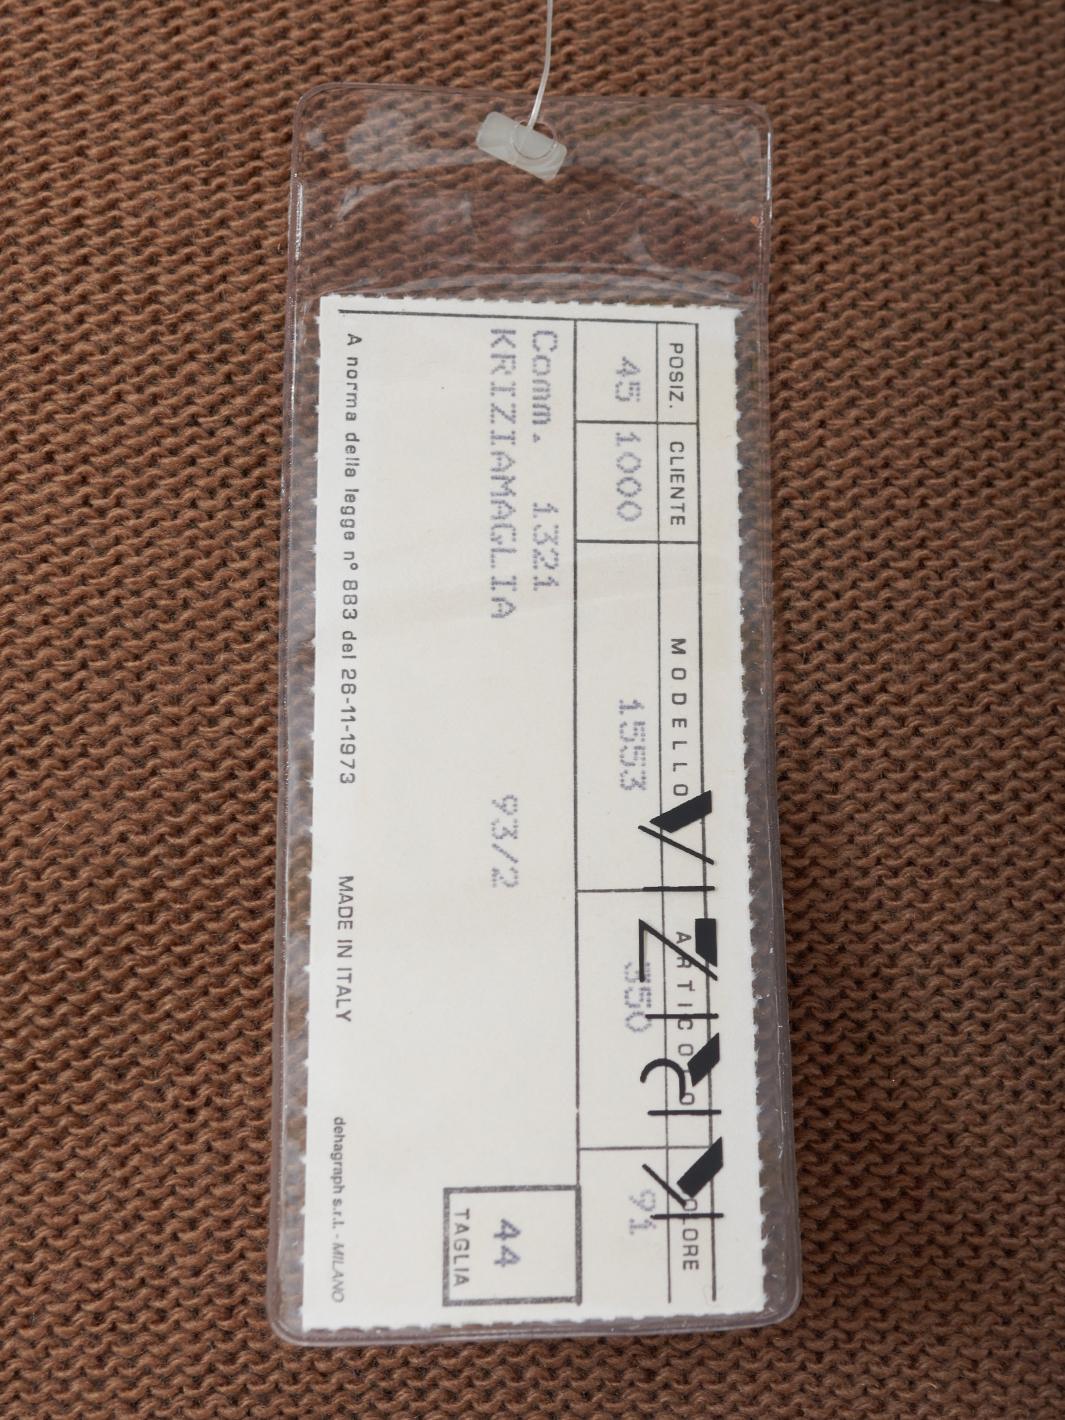 POSIZ. CLIENTE MODELLO ARTICOLO COLORE
45 1000 1553 350 91
Comm. 1321
KRIZIAMAGLIA 93/2
44
TAGLIA
A norma della legge n° 883 del 26-11-1973 MADE IN ITALY dehagraph s.r.l. - MILANO